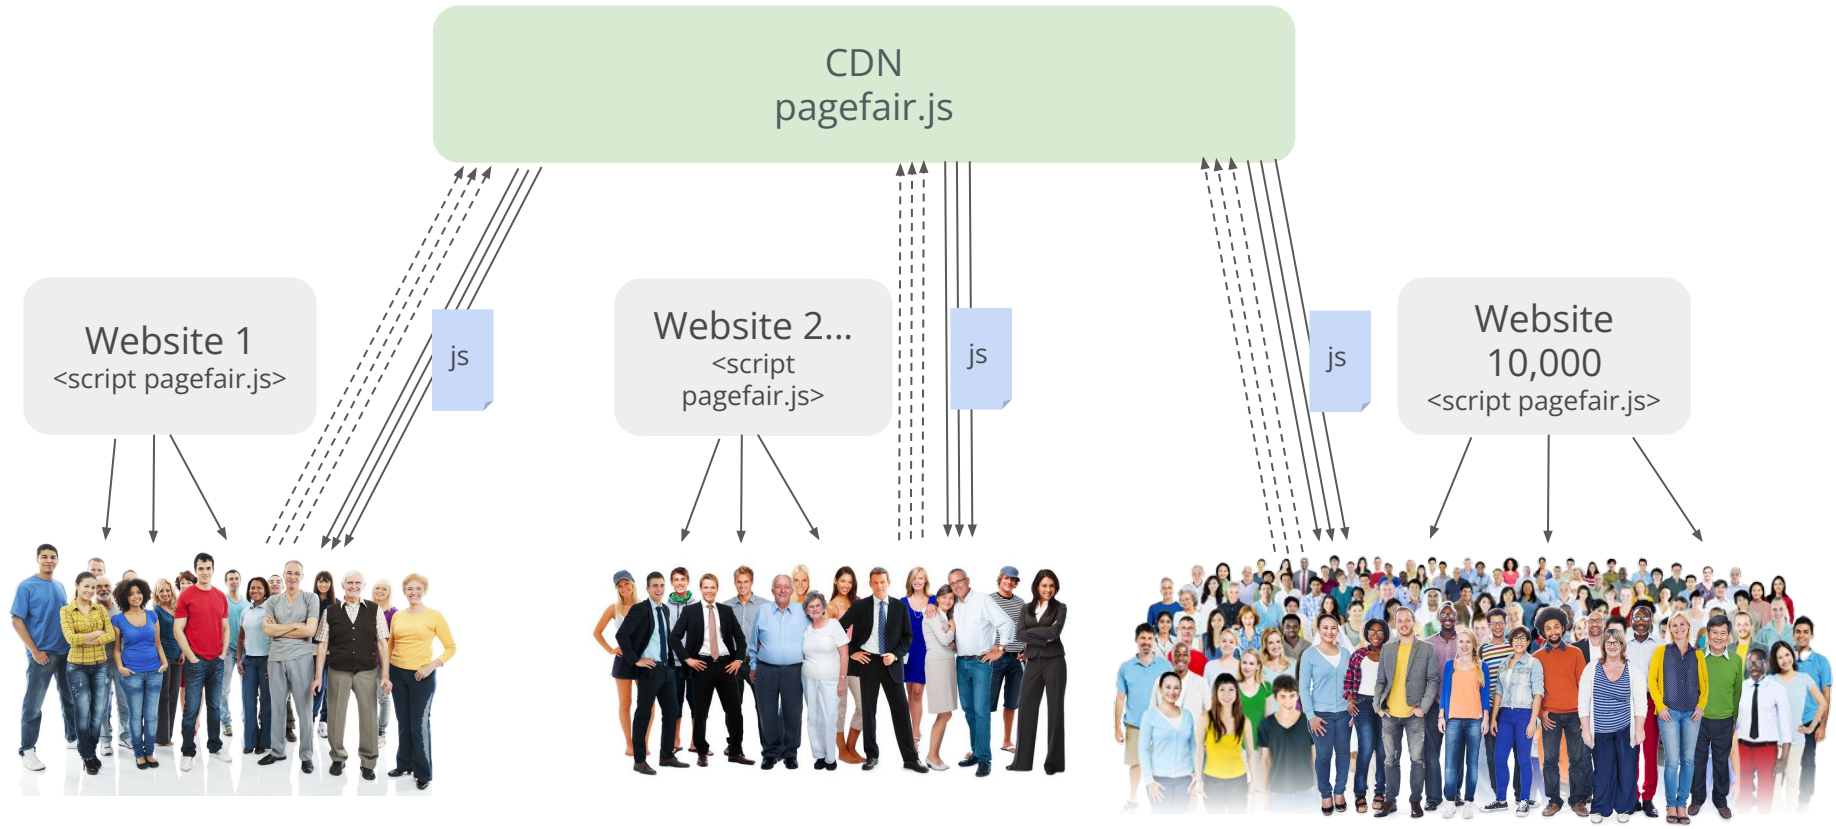 CDN
pagefair.js
Website 1
<script pagefair.js>
js
Website 2...
<script
pagefair.js>
js
js
Website
10,000
<script pagefair.js>